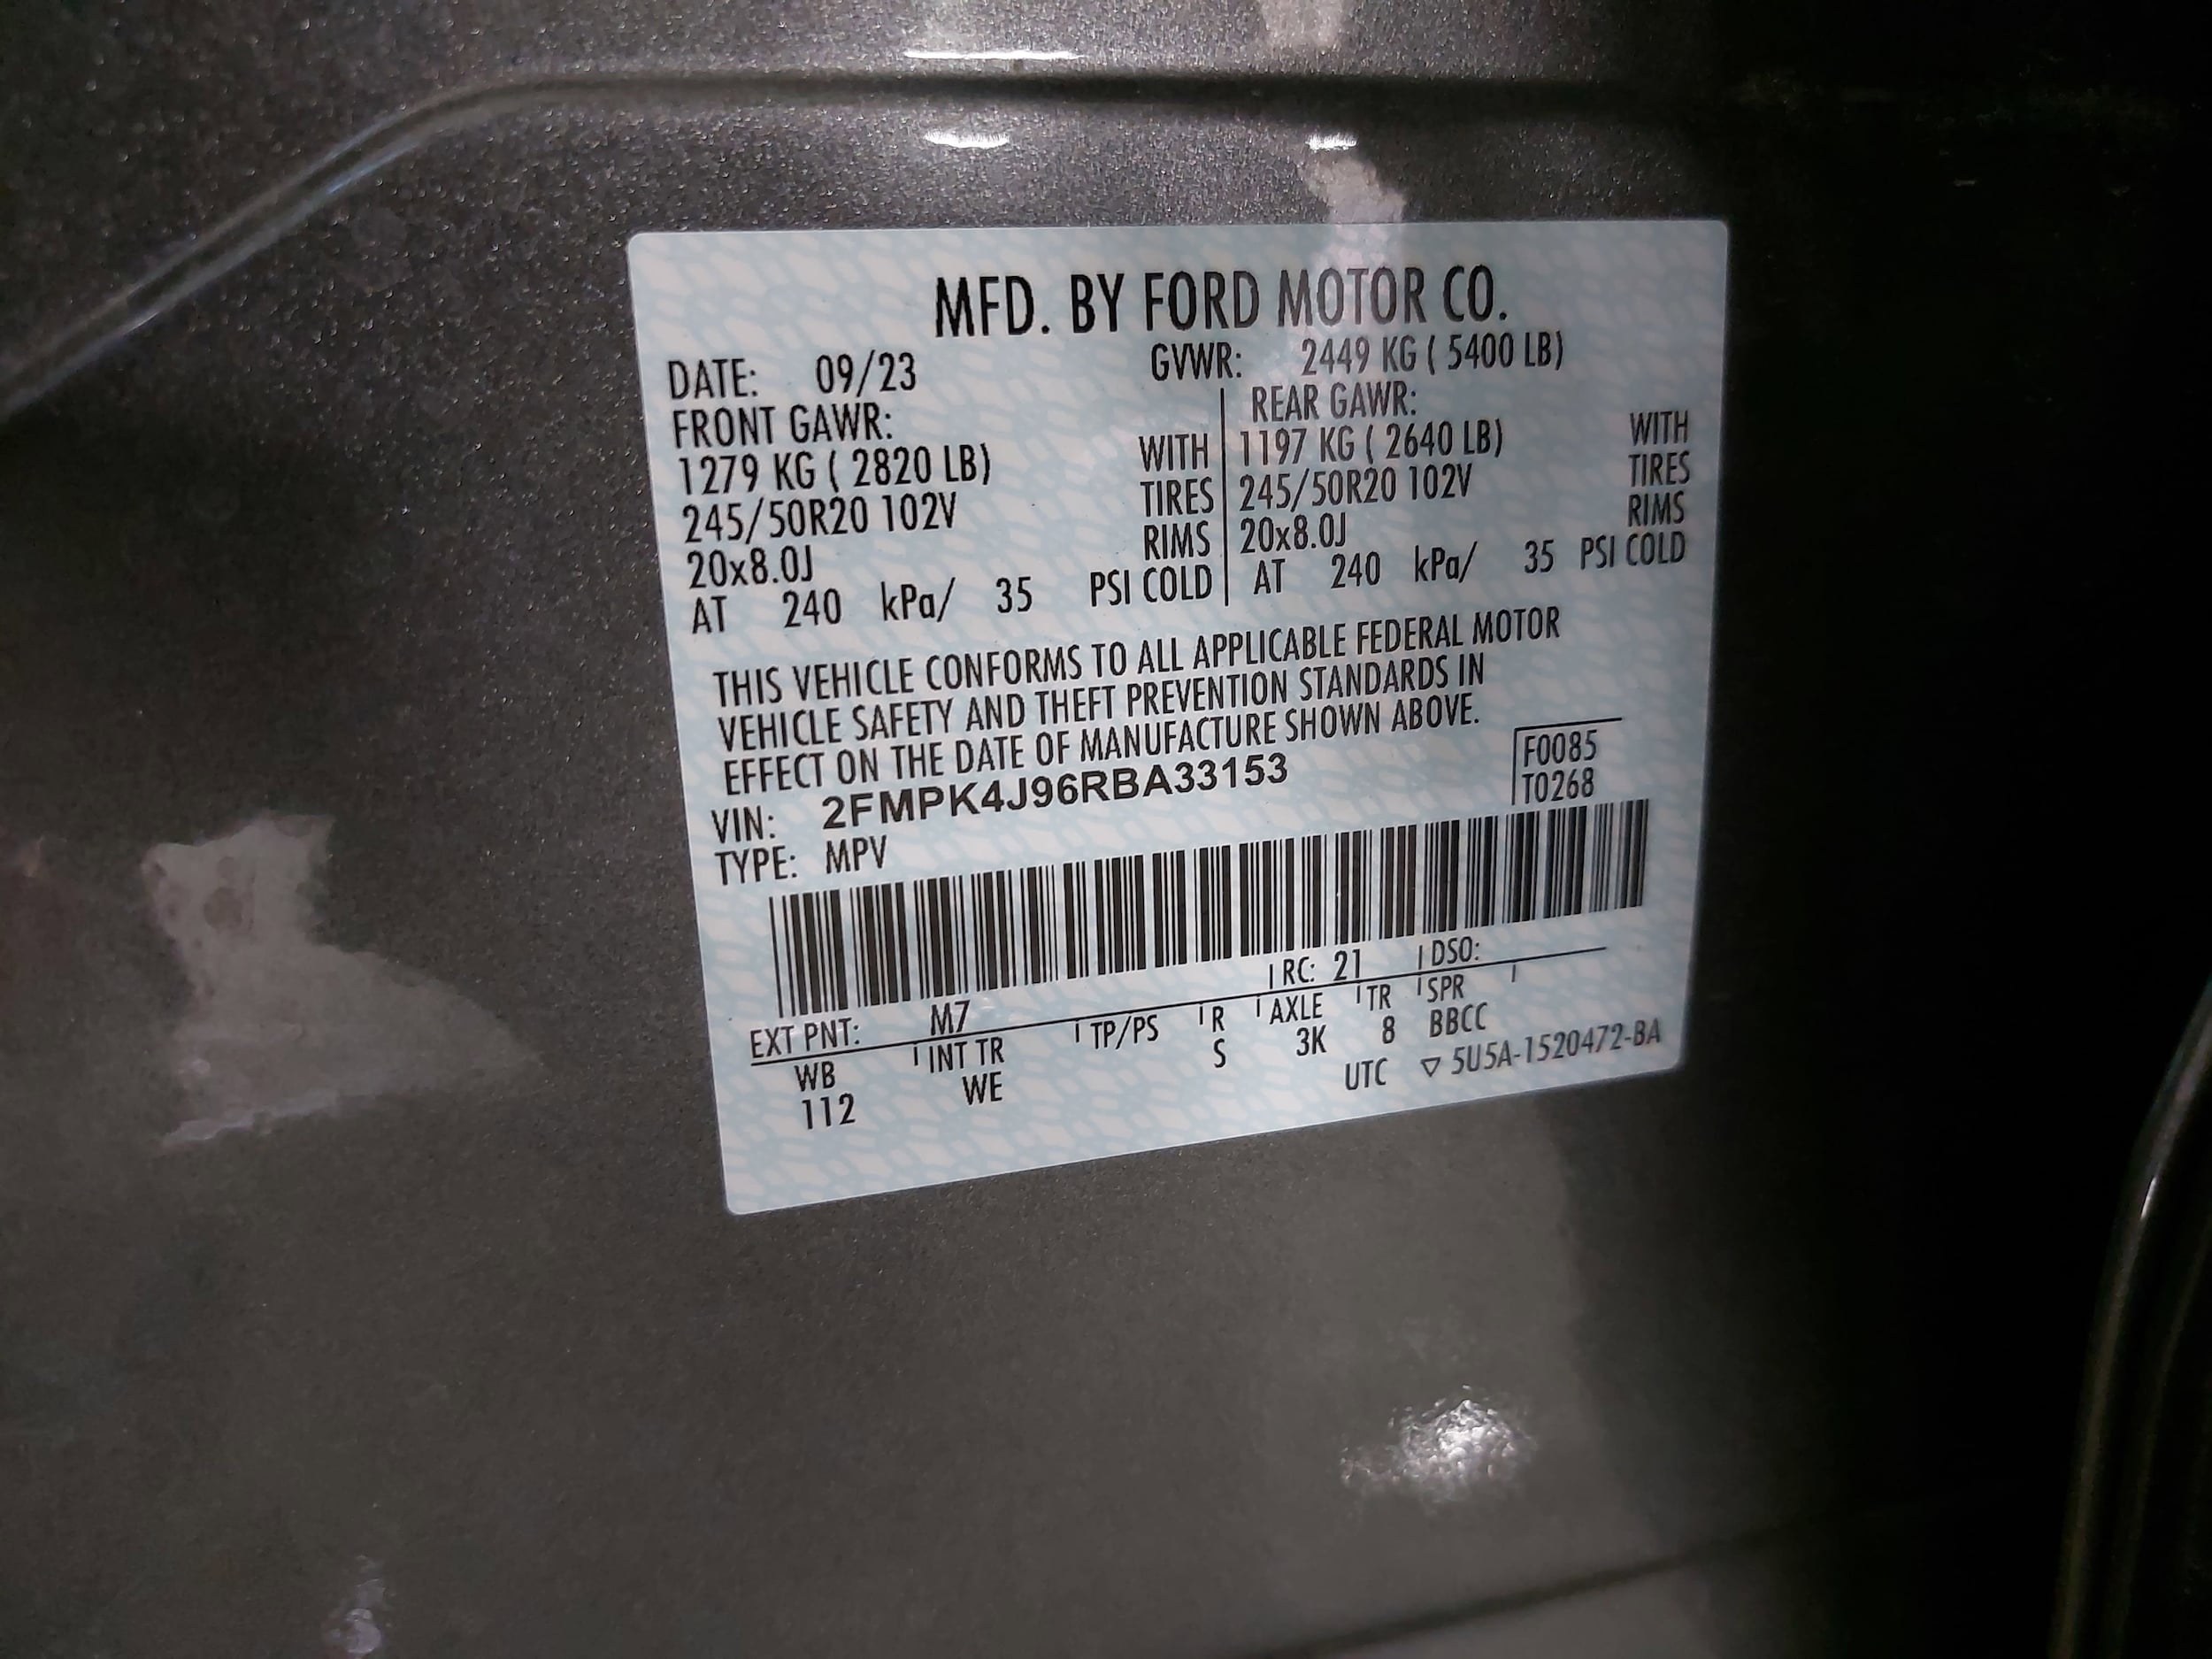 MFD. BY FORD MOTOR CO.
DATE: 09/23 GVWR: 2449 KG ( 5400 LB)
FRONT GAWR: REAR GAWR:
1279 KG ( 2820 LB) WITH 1197 KG ( 2640 LB) WITH
245/50R20 102V TIRES 245/50R20 102V TIRES
20x8.0J RIMS 20x8.0J RIMS
AT 240 kPa/ 35 PSI COLD AT 240 kPa/ 35 PSI COLD
THIS VEHICLE CONFORMS TO ALL APPLICABLE FEDERAL MOTOR
VEHICLE SAFETY AND THEFT PREVENTION STANDARDS IN
EFFECT ON THE DATE OF MANUFACTURE SHOWN ABOVE.
F0085
VIN: 2FMPK4J96RBA33153 T0268
TYPE: MPV
EXT PNT: M7 RC: 21 DSO:
WB INT TR TP/PS R AXLE TR SPR
112 WE S 3K 8 BBCC
UTC ▽ 5U5A-1520472-BA